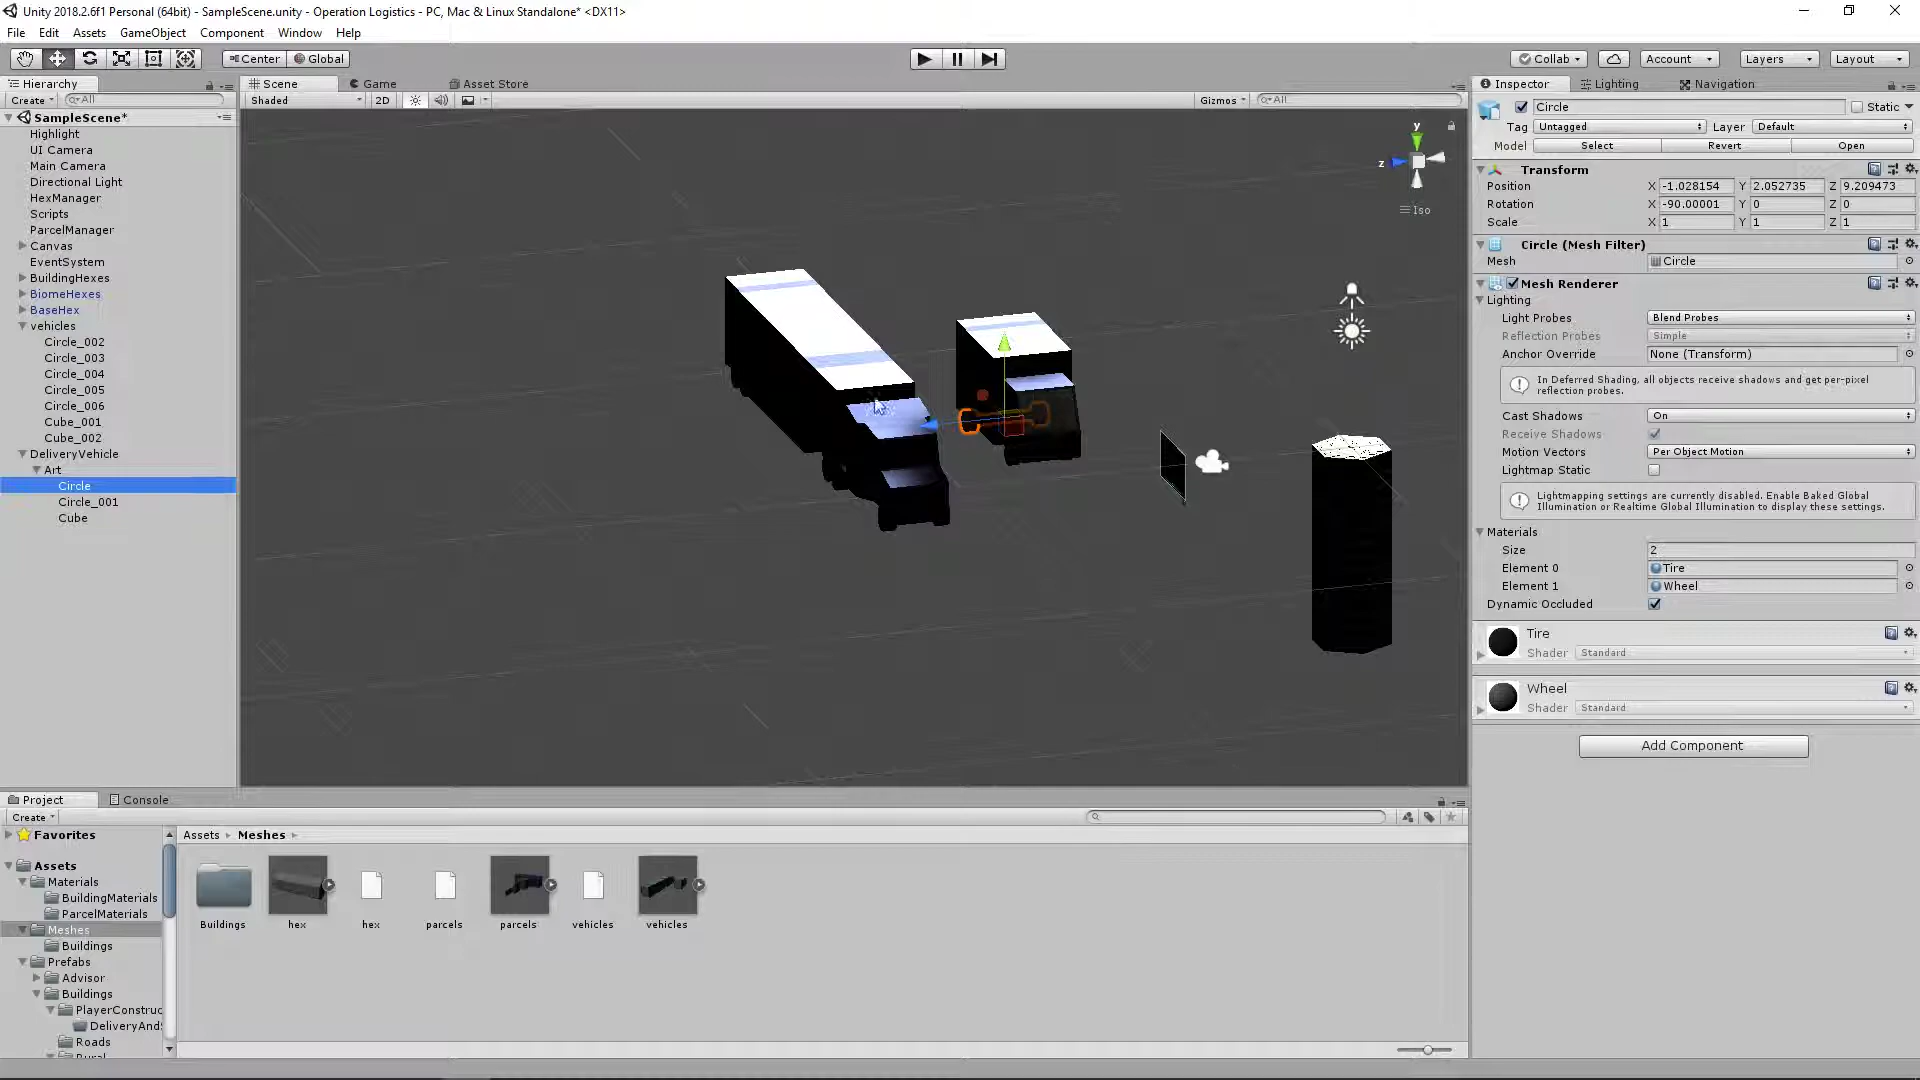 Unity 2018.2.6f1 Personal (64bit) - SampleScene.unity - Operation Logistics - PC, Mac & Linux Standalone* <DX11>
File Edit Assets GameObject Component Window Help
Center Global Collab Account Layers Layout
Hierarchy
Create All
SampleScene*
Highlight
UI Camera
Main Camera
Directional Light
HexManager
Scripts
ParcelManager
Canvas
EventSystem
BuildingHexes
BiomeHexes
BaseHex
vehicles
Circle_002
Circle_003
Circle_004
Circle_005
Circle_006
Cube_001
Cube_002
DeliveryVehicle
Art
Circle
Circle_001
Cube
Scene Game Asset Store
Shaded 2D Gizmos All
y
z
Iso
Inspector Lighting Navigation
Circle Static
Tag Untagged Layer Default
Model Select Revert Open
Transform
Position X -1.028154 Y 2.052735 Z 9.209473
Rotation X -90.00001 Y 0 Z 0
Scale X 1 Y 1 Z 1
Circle (Mesh Filter)
Mesh Circle
Mesh Renderer
Lighting
Light Probes Blend Probes
Reflection Probes Simple
Anchor Override None (Transform)
In Deferred Shading, all objects receive shadows and get per-pixel
reflection probes.
Cast Shadows On
Receive Shadows
Motion Vectors Per Object Motion
Lightmap Static
Lightmapping settings are currently disabled. Enable Baked Global
Illumination or Realtime Global Illumination to display these settings.
Materials
Size 2
Element 0 Tire
Element 1 Wheel
Dynamic Occluded
Tire
Shader Standard
Wheel
Shader Standard
Add Component
Project Console
Create
Favorites
Assets
Materials
BuildingMaterials
ParcelMaterials
Meshes
Buildings
Prefabs
Advisor
Buildings
PlayerConstruc
DeliveryAnd
Roads
Rural
Assets Meshes
Buildings hex hex parcels parcels vehicles vehicles